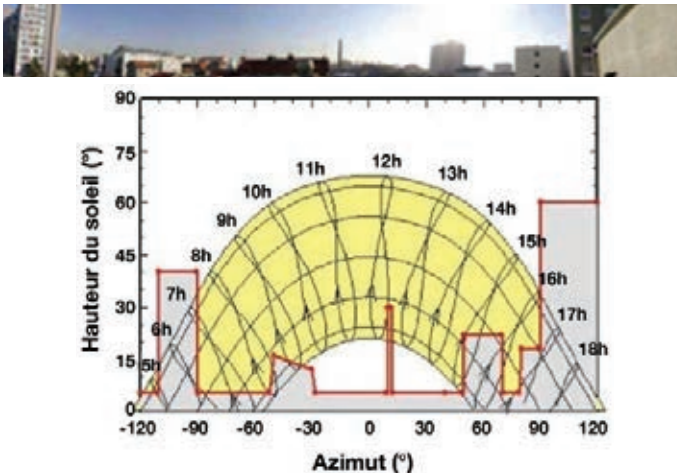 90
75
60
45
30
15
0
Hauteur du soleil (°)
5h
6h
7h
8h
9h
10h
11h
12h
13h
14h
15h
16h
17h
18h
-120 -90 -60 -30 0 30 60 90 120
Azimut (°)